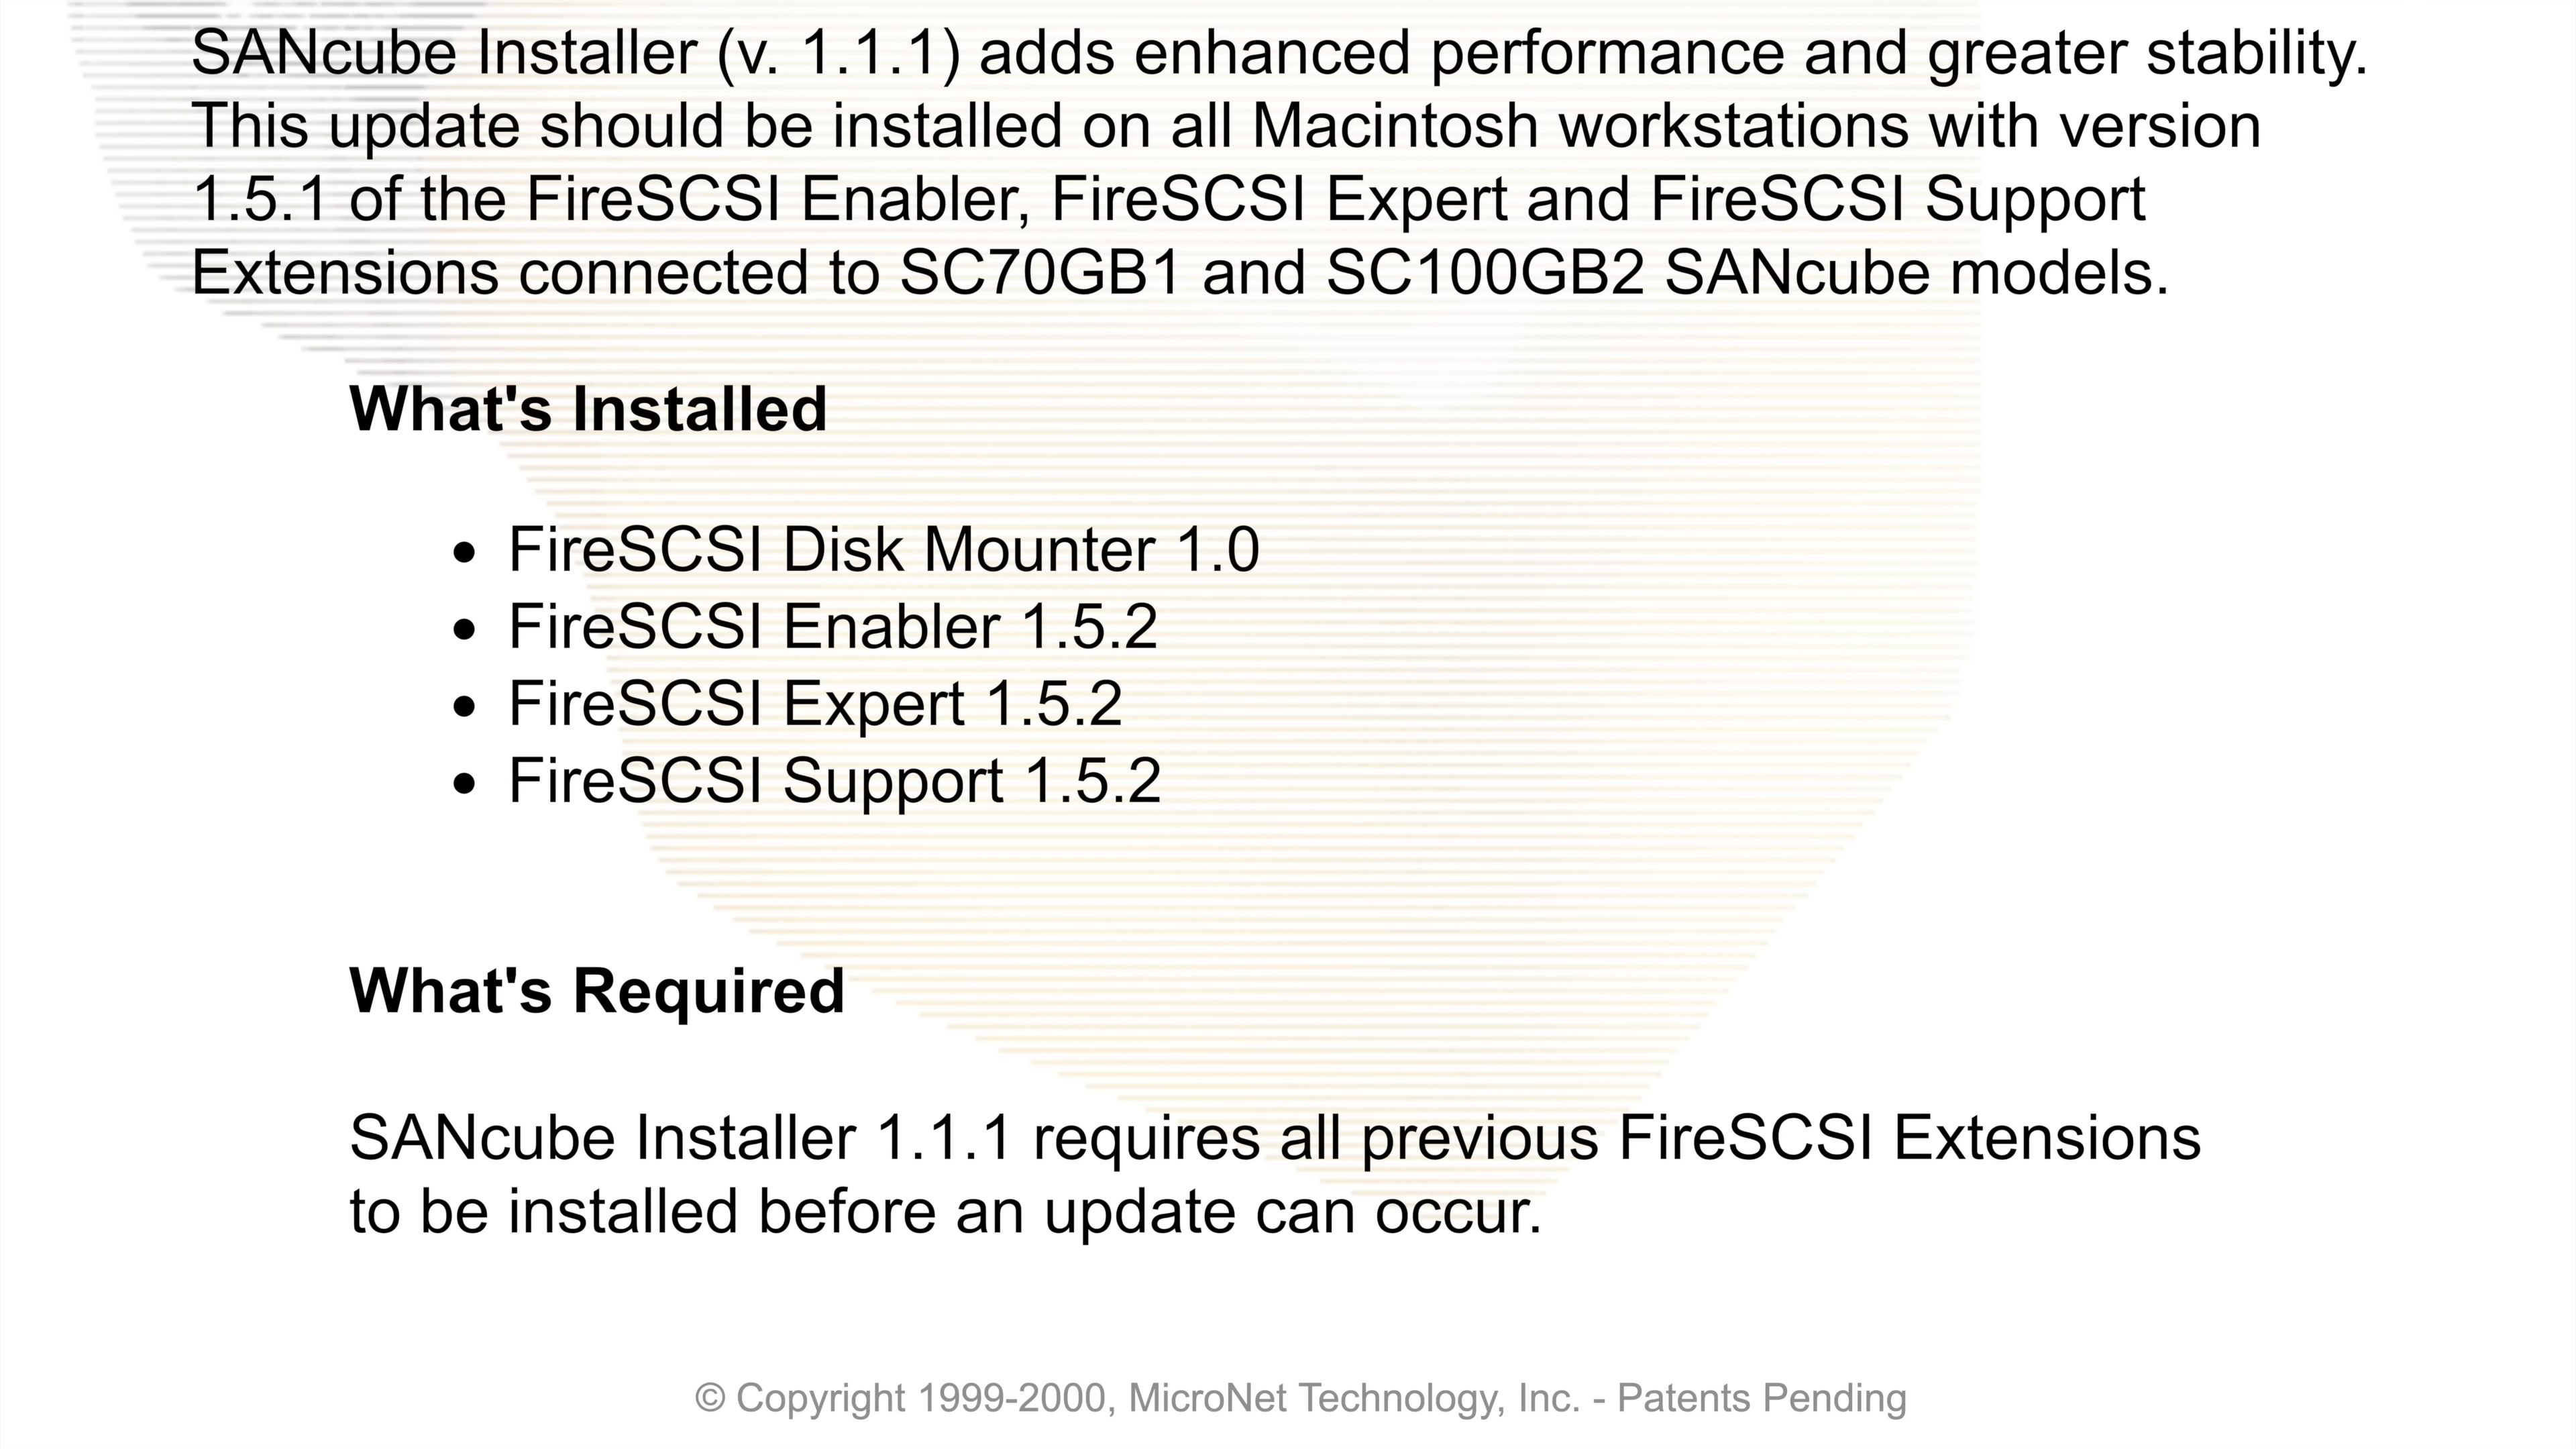 SANcube Installer (v. 1.1.1) adds enhanced performance and greater stability.
This update should be installed on all Macintosh workstations with version
1.5.1 of the FireSCSI Enabler, FireSCSI Expert and FireSCSI Support
Extensions connected to SC70GB1 and SC100GB2 SANcube models.
What's Installed
• FireSCSI Disk Mounter 1.0
• FireSCSI Enabler 1.5.2
• FireSCSI Expert 1.5.2
• FireSCSI Support 1.5.2
What's Required
SANcube Installer 1.1.1 requires all previous FireSCSI Extensions
to be installed before an update can occur.
© Copyright 1999-2000, MicroNet Technology, Inc. - Patents Pending